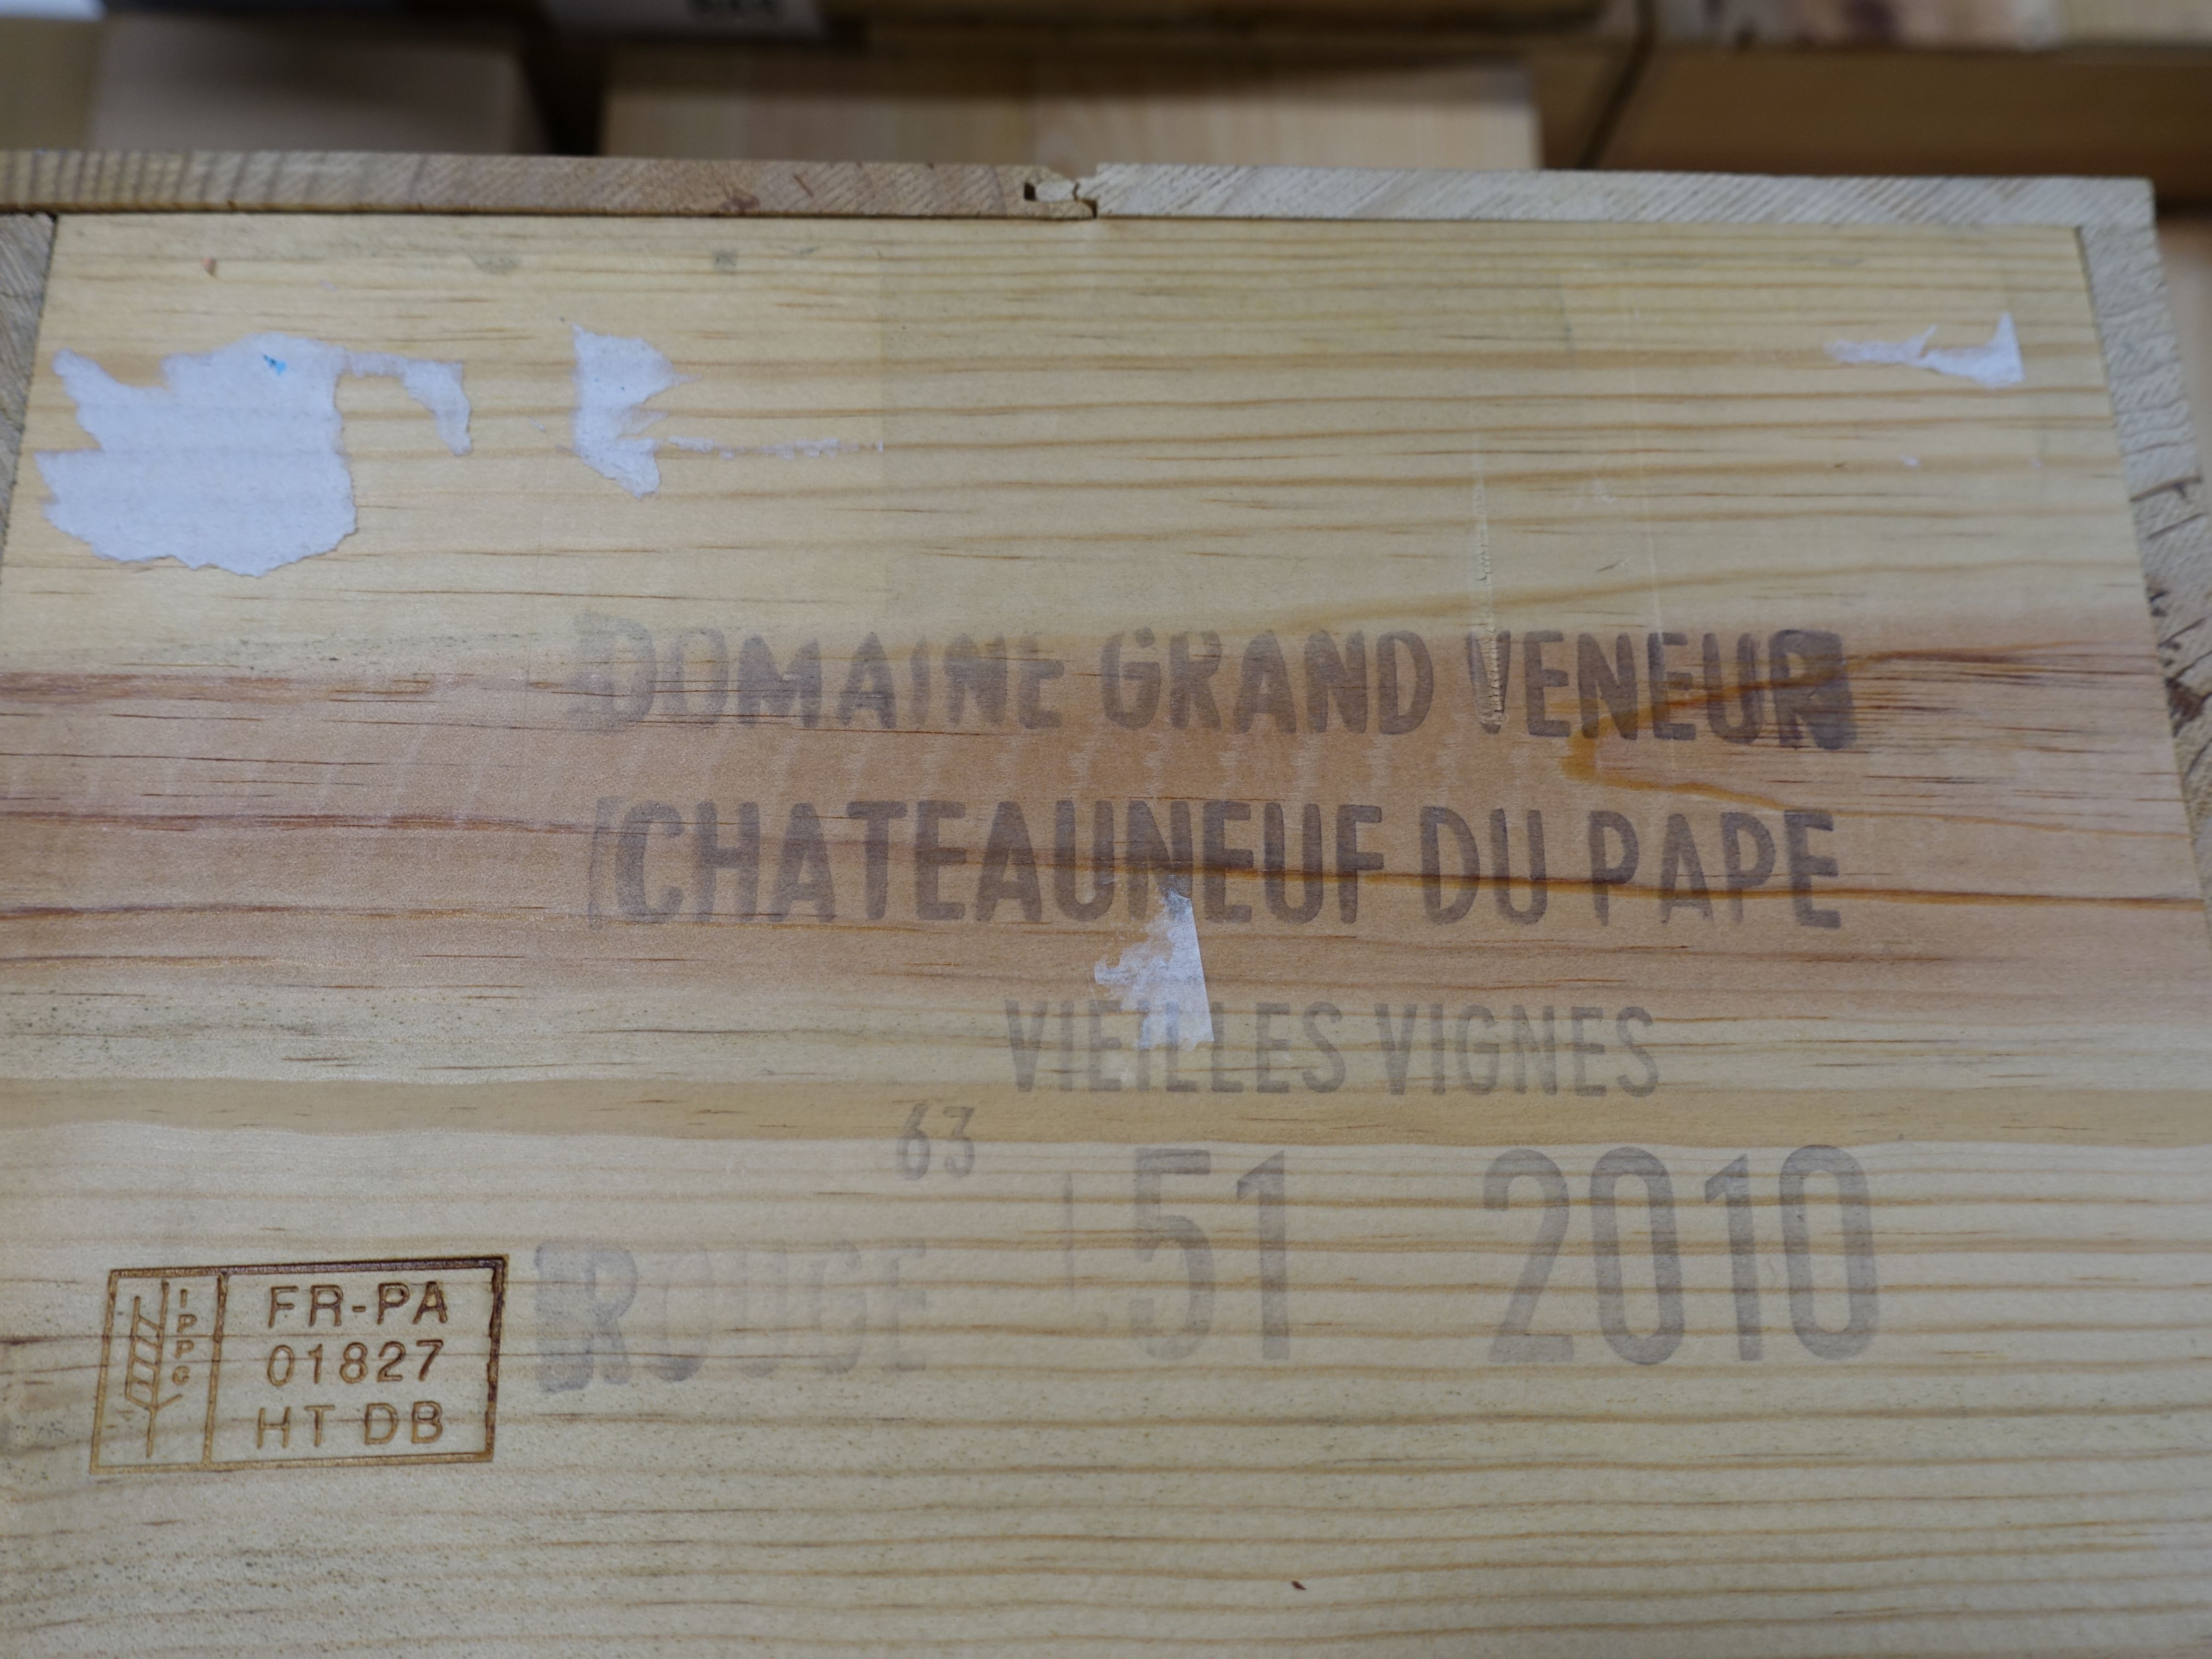 DOMAINE GRAND VENEUR
CHATEAUNEUF DU PAPE
VIEILLES VIGNES
63
51 2010
ROUGE
IPPC
FR-PA
01827
HT DB